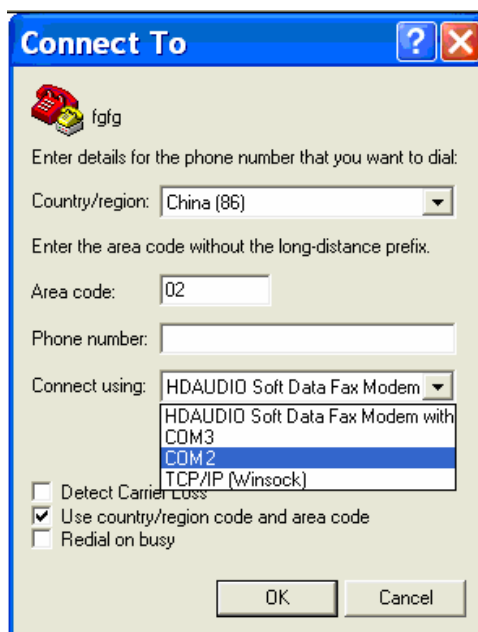 Connect To
fgfg
Enter details for the phone number that you want to dial:
Country/region: China (86)
Enter the area code without the long-distance prefix.
Area code: 02
Phone number:
Connect using: HDAUDIO Soft Data Fax Modem
HDAUDIO Soft Data Fax Modem with
COM3
COM2
TCP/IP (Winsock)
Detect Carrier Loss
Use country/region code and area code
Redial on busy
OK Cancel